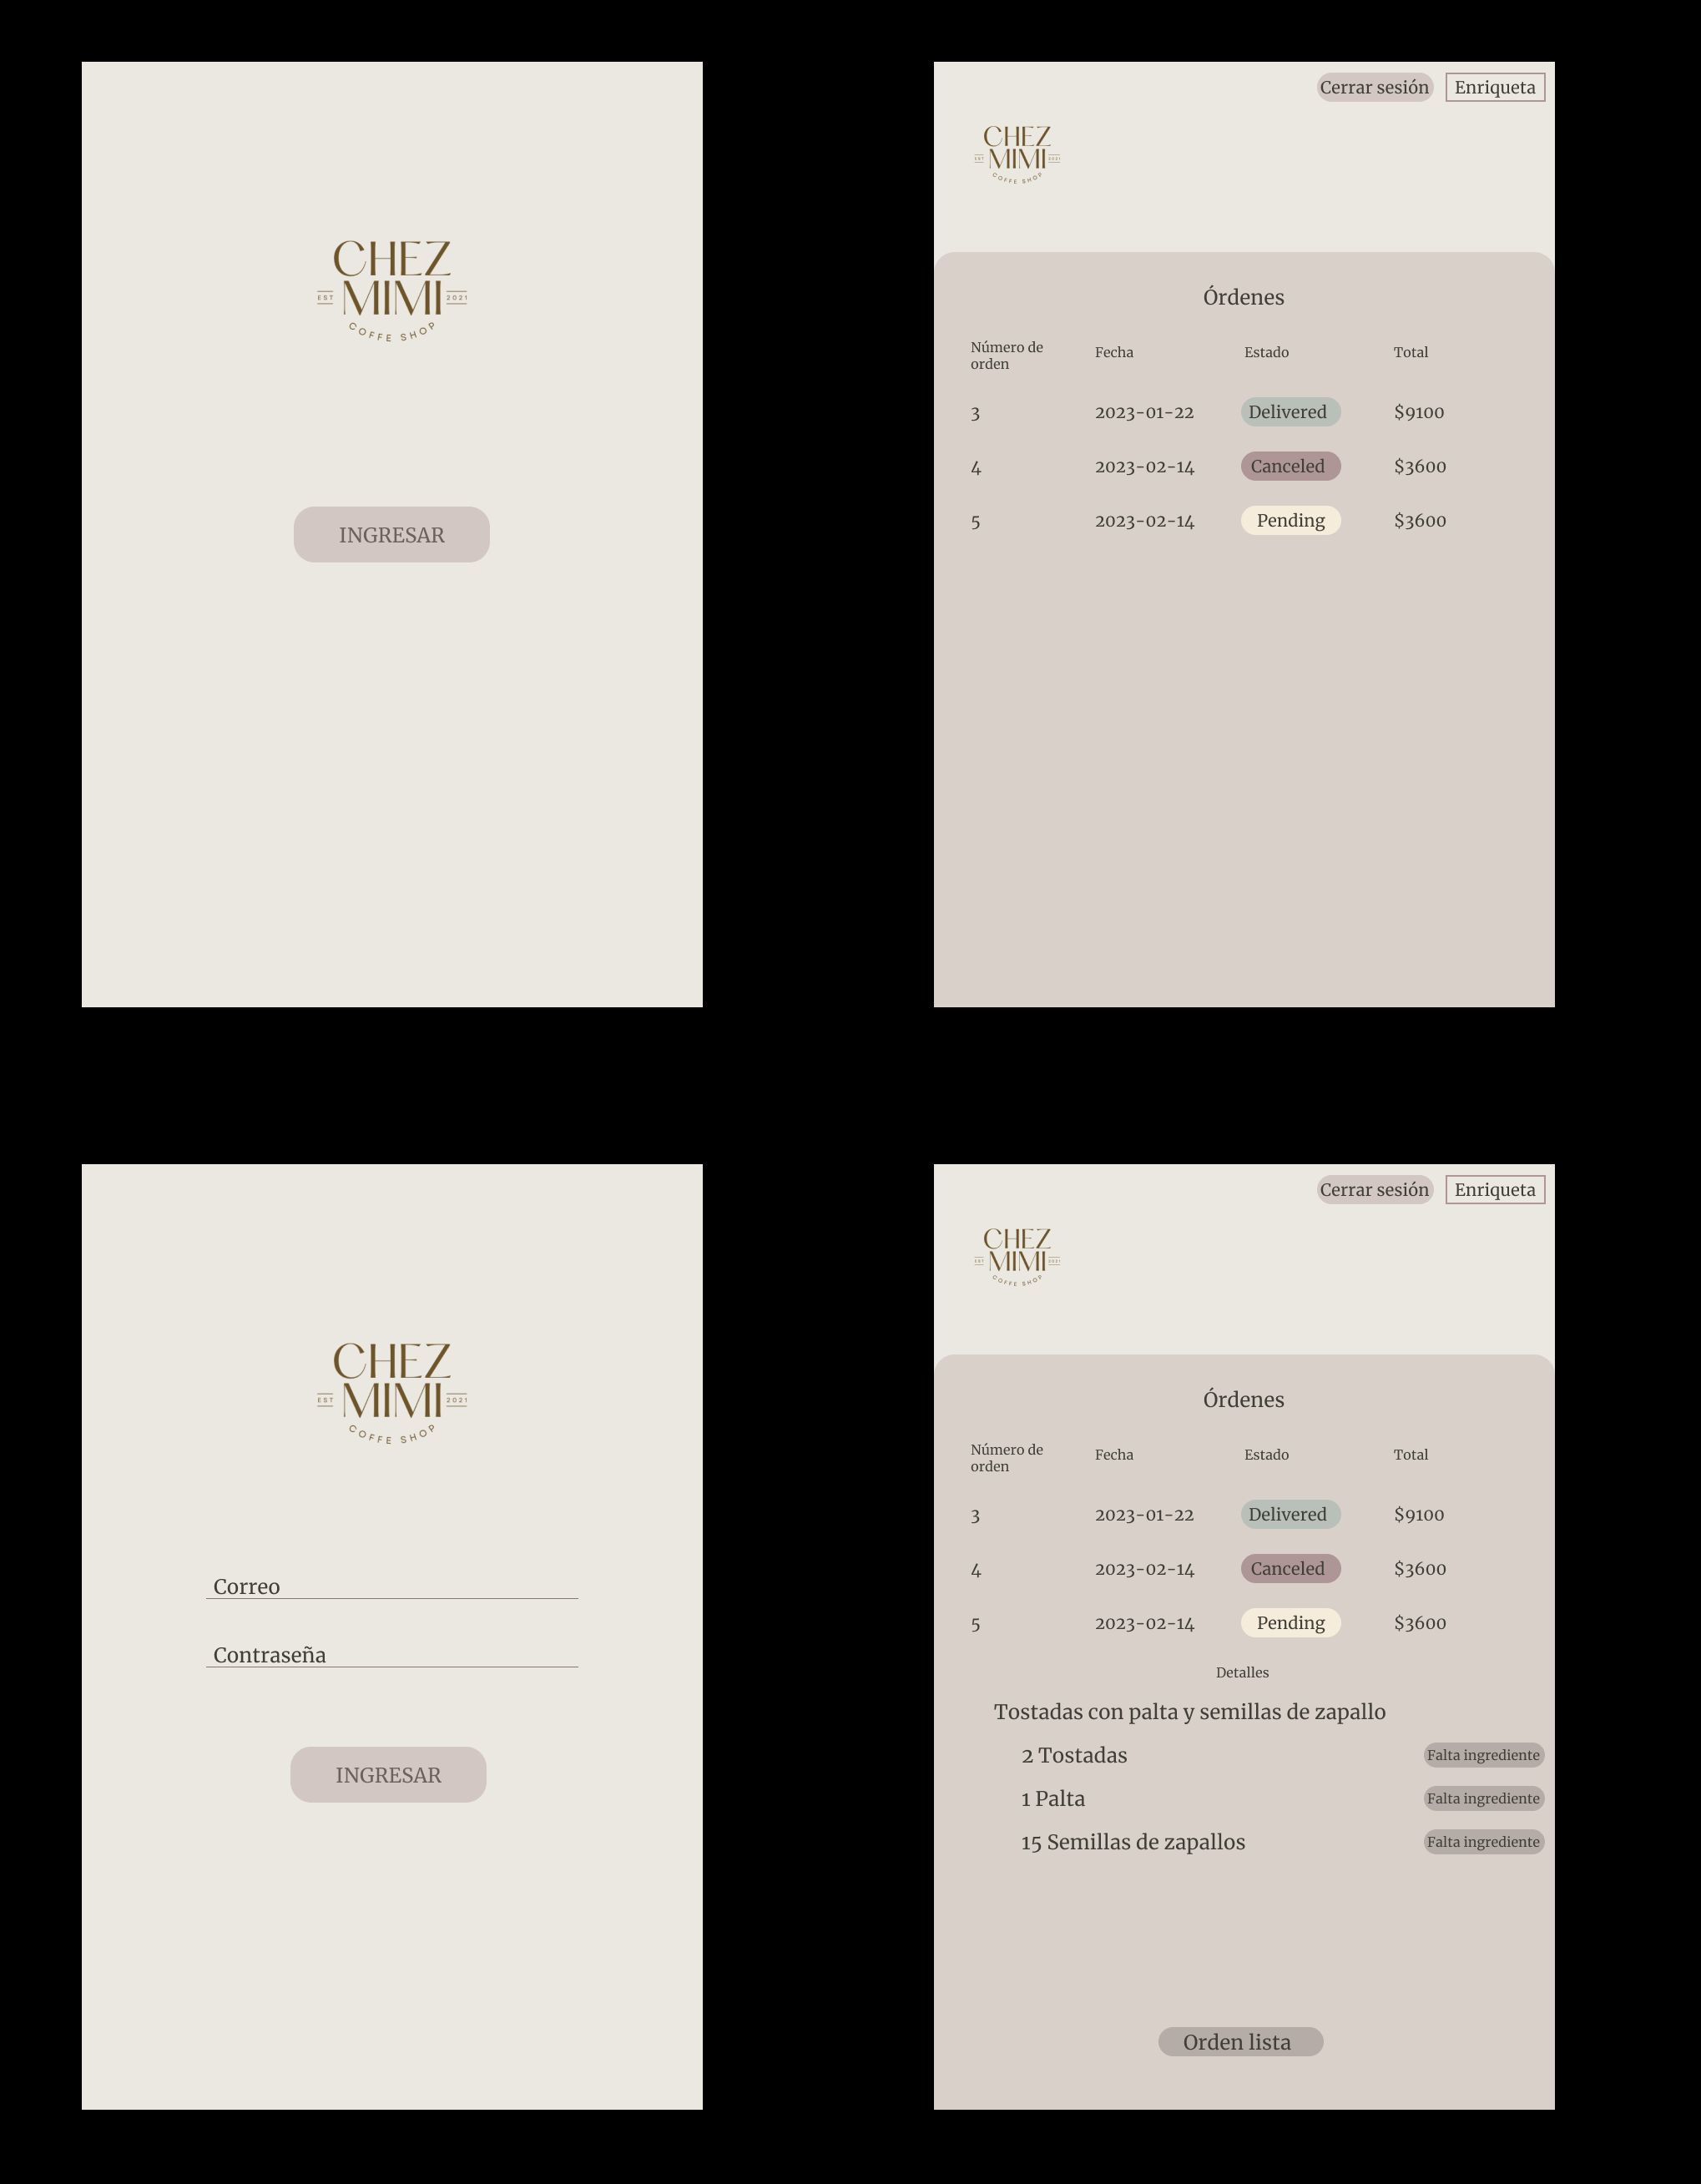 CHEZ
EST MIMI 2021
COFFE SHOP
INGRESAR
Cerrar sesión Enriqueta
CHEZ
EST MIMI 2021
COFFE SHOP
Órdenes
Número de orden Fecha Estado Total
3 2023-01-22 Delivered $9100
4 2023-02-14 Canceled $3600
5 2023-02-14 Pending $3600
CHEZ
EST MIMI 2021
COFFE SHOP
Correo
Contraseña
INGRESAR
Cerrar sesión Enriqueta
CHEZ
EST MIMI 2021
COFFE SHOP
Órdenes
Número de orden Fecha Estado Total
3 2023-01-22 Delivered $9100
4 2023-02-14 Canceled $3600
5 2023-02-14 Pending $3600
Detalles
Tostadas con palta y semillas de zapallo
2 Tostadas Falta ingrediente
1 Palta Falta ingrediente
15 Semillas de zapallos Falta ingrediente
Orden lista